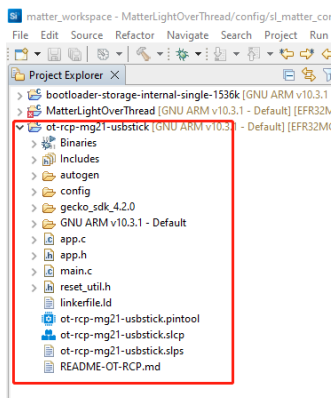 matter_workspace - MatterLightOverThread/config/sl_matter_con
File Edit Source Refactor Navigate Search Project Run
Project Explorer
bootloader-storage-internal-single-1536k [GNU ARM v10.3.1
MatterLightOverThread [GNU ARM v10.3.1 - Default] [EFR32M
ot-rcp-mg21-usbstick [GNU ARM v10.3.1 - Default] [EFR32MG
Binaries
Includes
autogen
config
gecko_sdk_4.2.0
GNU ARM v10.3.1 - Default
app.c
app.h
main.c
reset_util.h
linkerfile.ld
ot-rcp-mg21-usbstick.pintool
ot-rcp-mg21-usbstick.slcp
ot-rcp-mg21-usbstick.slps
README-OT-RCP.md